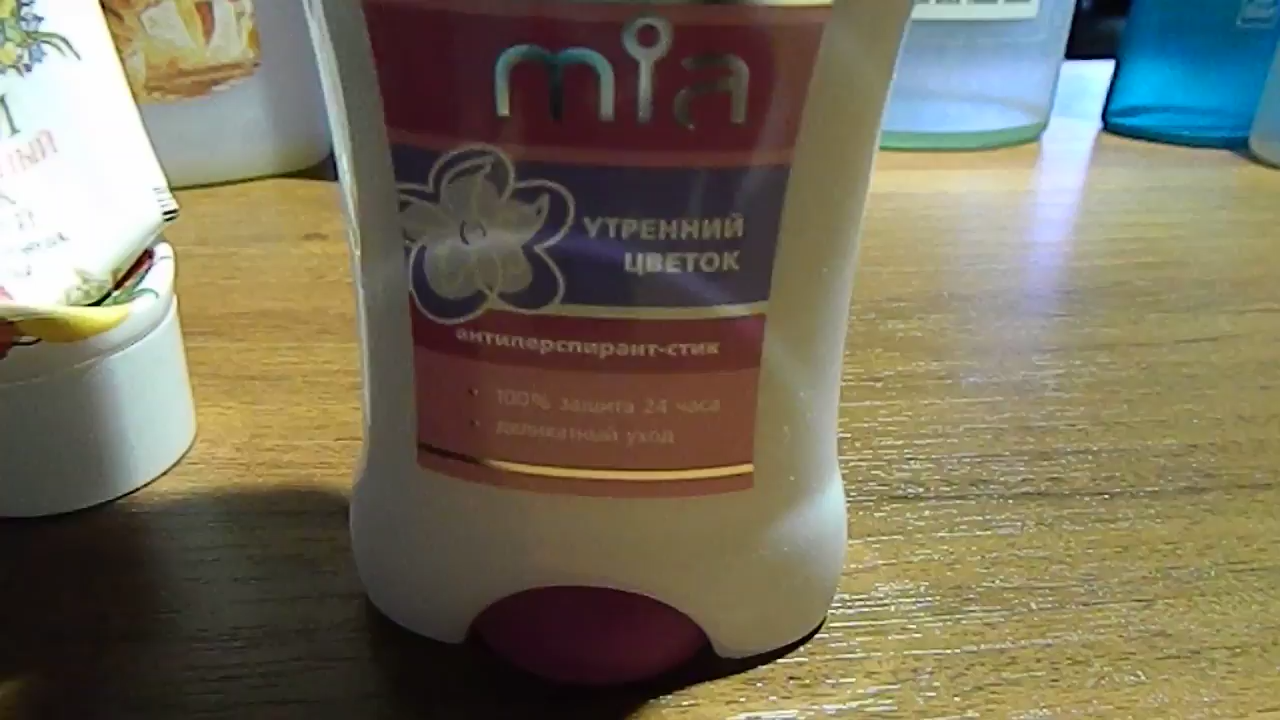 mia
УТРЕННИЙ
ЦВЕТОК
антиперспирант-стик
• 100% защита 24 часа
• деликатный уход